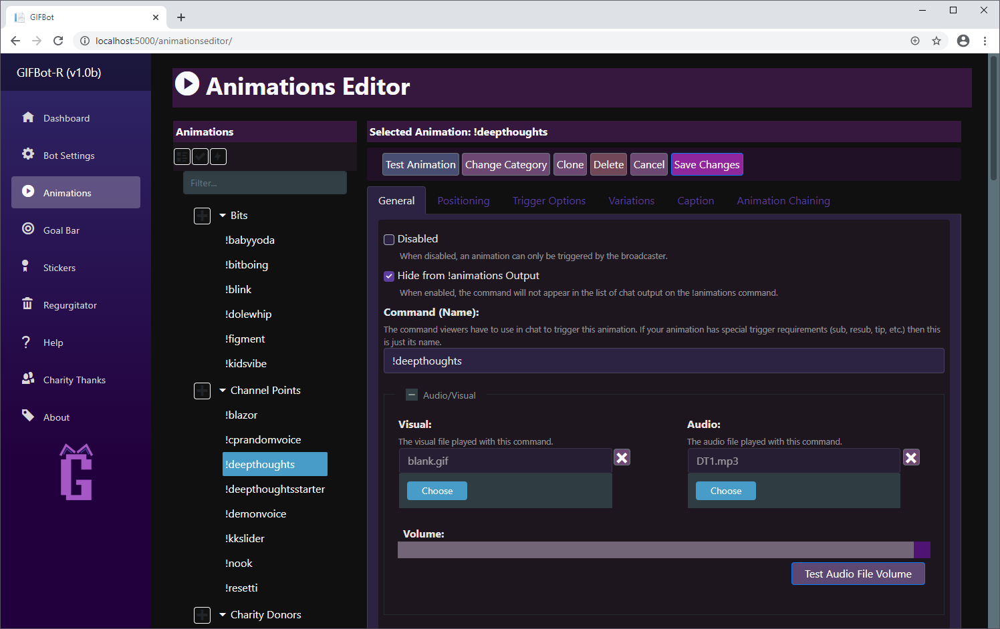 GIFBot
localhost:5000/animationseditor/
GIFBot-R (v1.0b)
Dashboard
Bot Settings
Animations
Goal Bar
Stickers
Regurgitator
Help
Charity Thanks
About
G
Animations Editor
Animations
Filter...
Bits
!babyyoda
!bitboing
!blink
!dolewhip
!figment
!kidsvibe
Channel Points
!blazor
!cprandomvoice
!deepthoughts
!deepthoughtsstarter
!demonvoice
!kkslider
!nook
!resetti
Charity Donors
Selected Animation: !deepthoughts
Test Animation Change Category Clone Delete Cancel Save Changes
General Positioning Trigger Options Variations Caption Animation Chaining
Disabled
When disabled, an animation can only be triggered by the broadcaster.
Hide from !animations Output
When enabled, the command will not appear in the list of chat output on the !animations command.
Command (Name):
The command viewers have to use in chat to trigger this animation. If your animation has special trigger requirements (sub, resub, tip, etc.) then this
is just its name.
!deepthoughts
Audio/Visual
Visual:
The visual file played with this command.
blank.gif
Choose
Audio:
The audio file played with this command.
DT1.mp3
Choose
Volume:
Test Audio File Volume